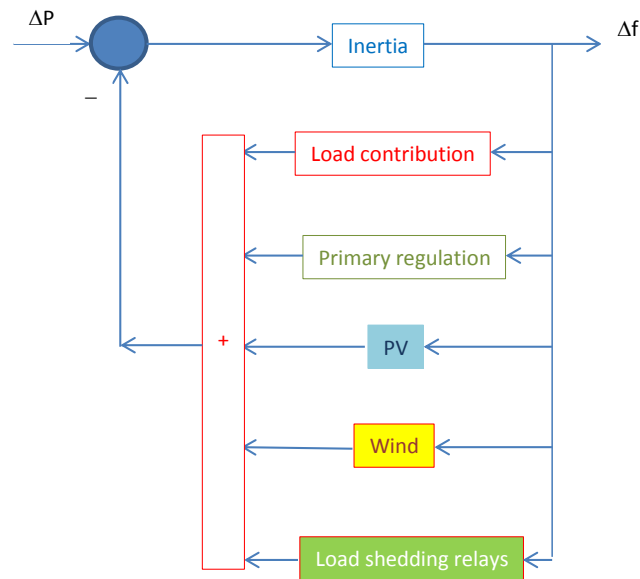 ΔP
Inertia
Δf
–
Load contribution
Primary regulation
+
PV
Wind
Load shedding relays